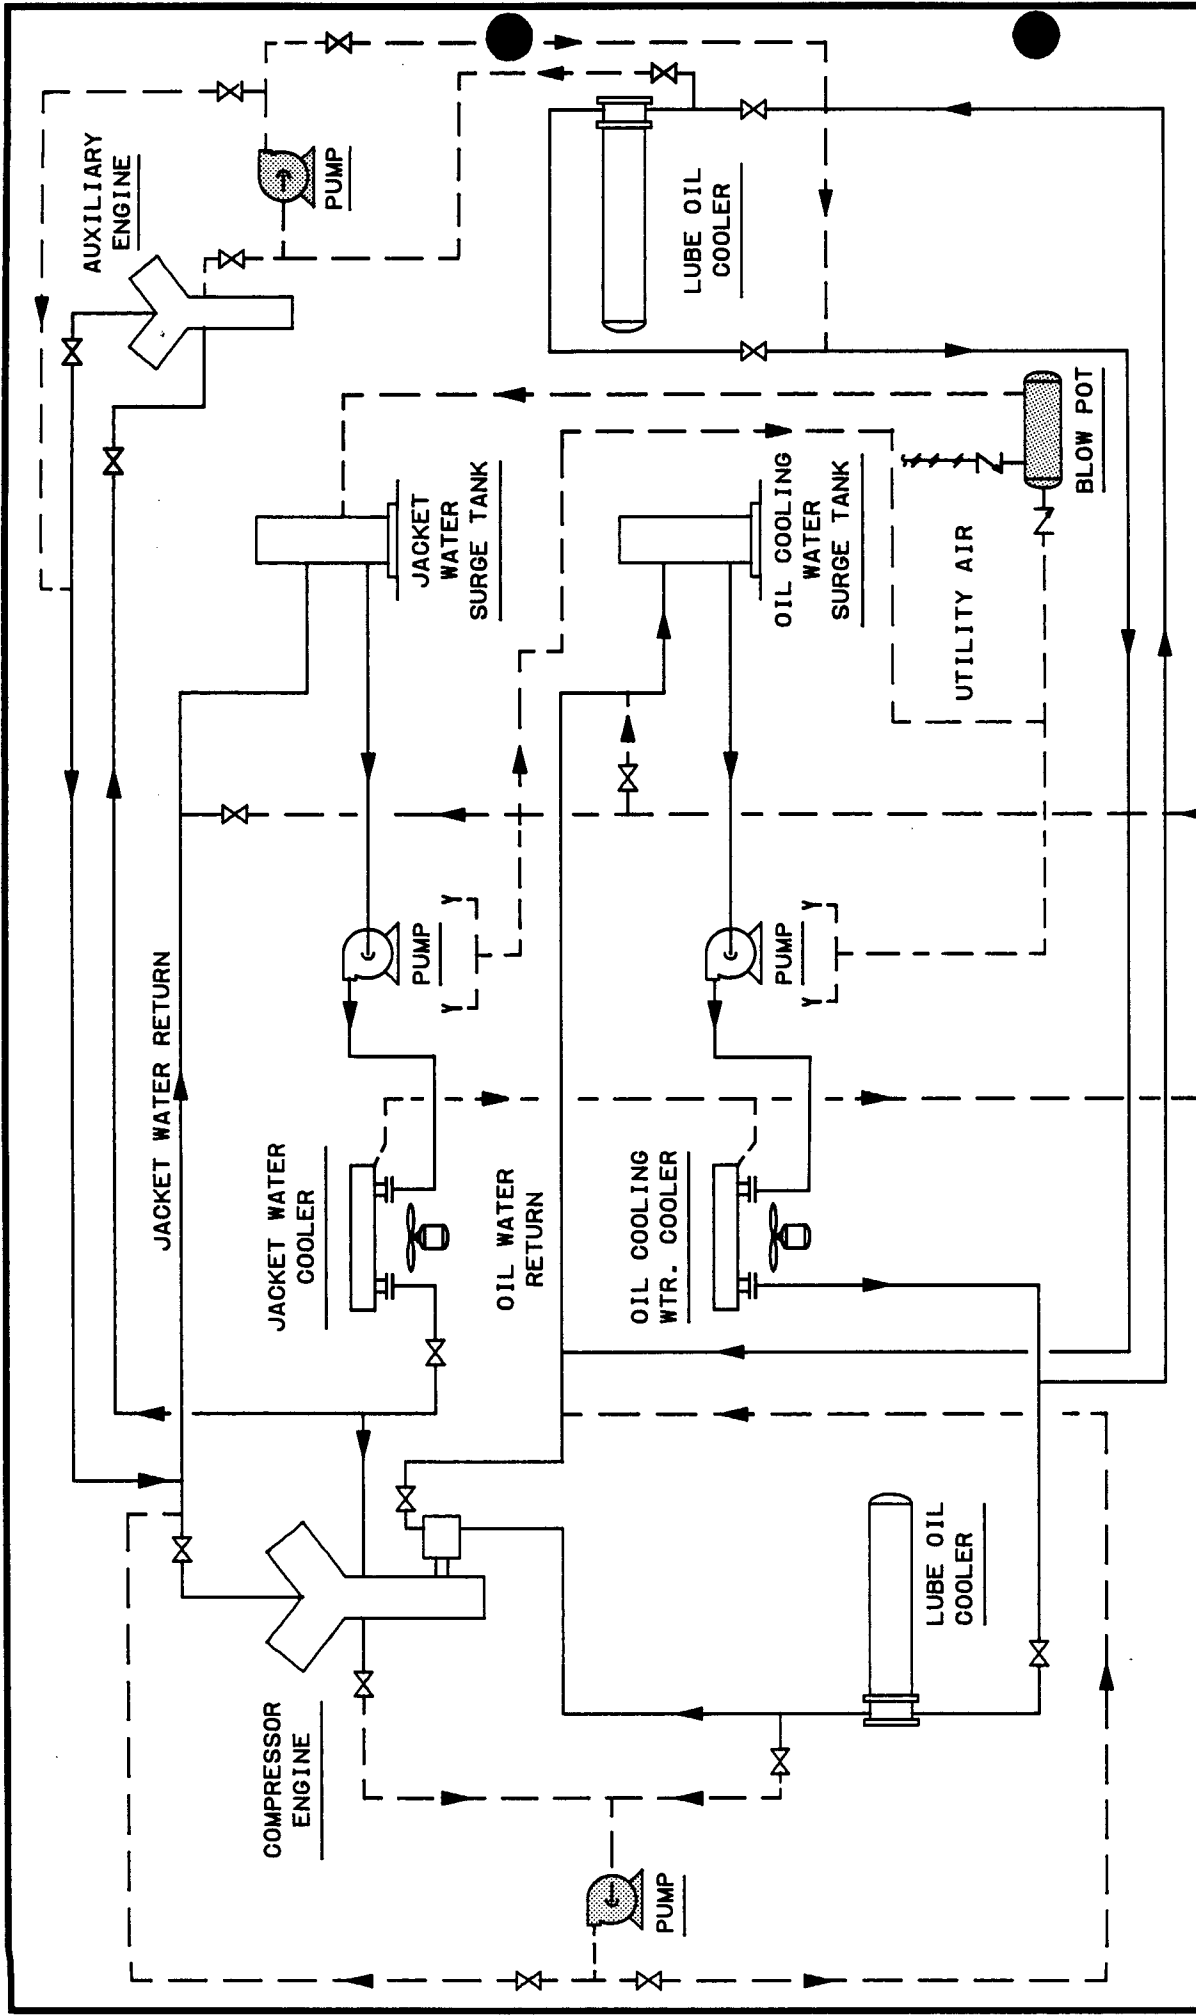 COMPRESSOR
ENGINE
PUMP
JACKET WATER RETURN
JACKET WATER
COOLER
OIL WATER
RETURN
OIL COOLING
WTR. COOLER
LUBE OIL
COOLER
PUMP
PUMP
JACKET
WATER
SURGE TANK
OIL COOLING
WATER
SURGE TANK
UTILITY AIR
BLOW POT
AUXILIARY
ENGINE
PUMP
LUBE OIL
COOLER